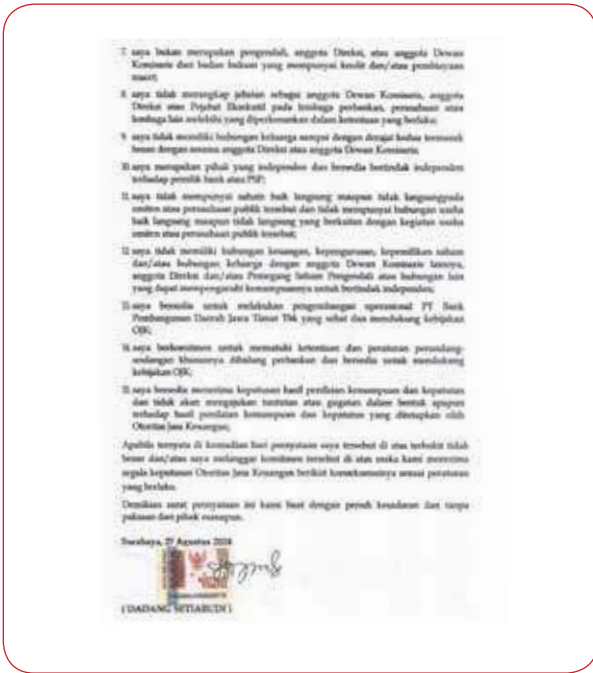 7. saya bukan merupakan pengendali, anggota Direksi, atau anggota Dewan
Komisaris dari badan hukum yang mempunyai kredit dan/atau pembiayaan
macet;
8. saya tidak merangkap jabatan sebagai anggota Dewan Komisaris, anggota
Direksi atau Pejabat Eksekutif pada lembaga perbankan, perusahaan atau
lembaga lain melebihi yang diperkenankan dalam ketentuan yang berlaku;
9. saya tidak memiliki hubungan keluarga sampai dengan derajat kedua termasuk
besan dengan sesama anggota Direksi atau anggota Dewan Komisaris;
10. saya merupakan pihak yang independen dan bersedia bertindak independen
terhadap pemilik bank atau PSP;
11. saya tidak mempunyai saham baik langsung maupun tidak langsungpada
emiten atau perusahaan publik tersebut dan tidak mempunyai hubungan usaha
baik langsung maupun tidak langsung yang berkaitan dengan kegiatan usaha
emiten atau perusahaan publik tersebut;
12. saya tidak memiliki hubungan keuangan, kepengurusan, kepemilikan saham
dan/atau hubungan keluarga dengan anggota Dewan Komisaris lainnya,
anggota Direksi dan/atau Pemegang Saham Pengendali atau hubungan lain
yang dapat mempengaruhi kemampuannya untuk bertindak independen;
13. saya bersedia untuk melakukan pengembangan operasional PT Bank
Pembangunan Daerah Jawa Timur Tbk yang sehat dan mendukung kebijakan
OJK;
14. saya berkomitmen untuk mematuhi ketentuan dan peraturan perundang-
undangan khususnya dibidang perbankan dan bersedia untuk mendukung
kebijakan OJK;
15. saya bersedia menerima keputusan hasil penilaian kemampuan dan kepatutan
dan tidak akan mengajukan tuntutan atau gugatan dalam bentuk apapun
terhadap hasil penilaian kemampuan dan kepatutan yang ditetapkan oleh
Otoritas Jasa Keuangan;
Apabila ternyata di kemudian hari pernyataan saya tersebut di atas terbukti tidak
benar dan/atau saya melanggar komitmen tersebut di atas maka kami menerima
segala keputusan Otoritas Jasa Keuangan berikut konsekuensinya sesuai peraturan
yang berlaku.
Demikian surat pernyataan ini kami buat dengan penuh kesadaran dan tanpa
paksaan dari pihak manapun.
Surabaya, 27 Agustus 2024
( DADANG SETIABUDI )